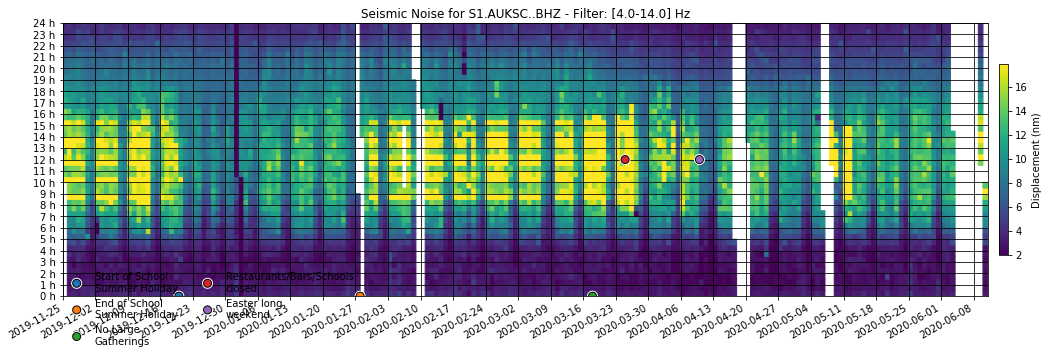 Seismic Noise for S1.AUKSC..BHZ - Filter: [4.0-14.0] Hz
24 h
23 h
22 h
21 h
20 h
19 h
18 h
17 h
16 h
15 h
14 h
13 h
12 h
11 h
10 h
9 h
8 h
7 h
6 h
5 h
4 h
3 h
2 h
1 h
0 h
16
14
12
10
8
6
4
2
Displacement (nm)
Start of School
Summer Holiday
End of School
Summer Holiday
No Large
Gatherings
Restaurants/Bars/Schools
closed
Easter long
weekend
2019-11-25
2020-01-20
2020-01-27
2020-02-03
2020-02-10
2020-02-17
2020-02-24
2020-03-02
2020-03-09
2020-03-16
2020-03-23
2020-03-30
2020-04-06
2020-04-13
2020-04-20
2020-04-27
2020-05-04
2020-05-11
2020-05-18
2020-05-25
2020-06-01
2020-06-08